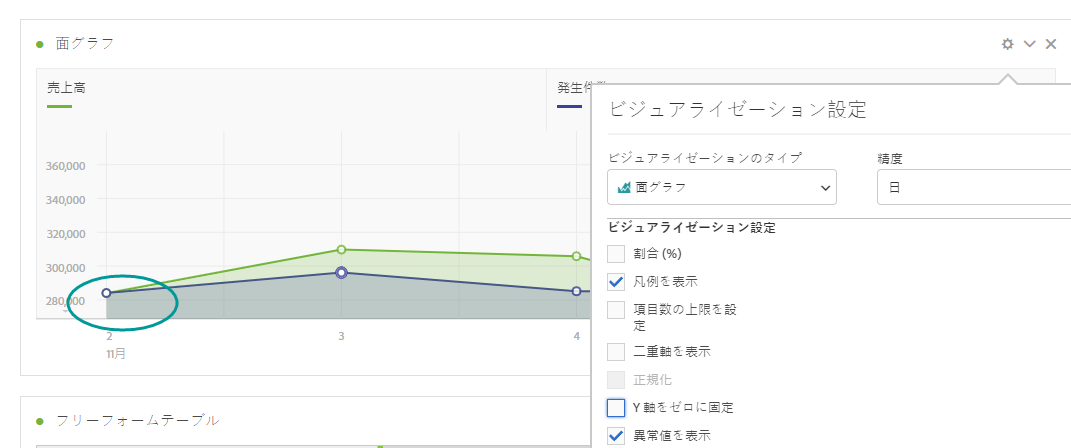 面グラフ
売上高
発生件
360,000
340,000
320,000
300,000
280,000
2
3
4
11月
ビジュアライゼーション設定
ビジュアライゼーションのタイプ
精度
面グラフ
日
ビジュアライゼーション設定
割合 (%)
凡例を表示
項目数の上限を設
定
二重軸を表示
正規化
Y 軸をゼロに固定
異常値を表示
フリーフォームテーブル